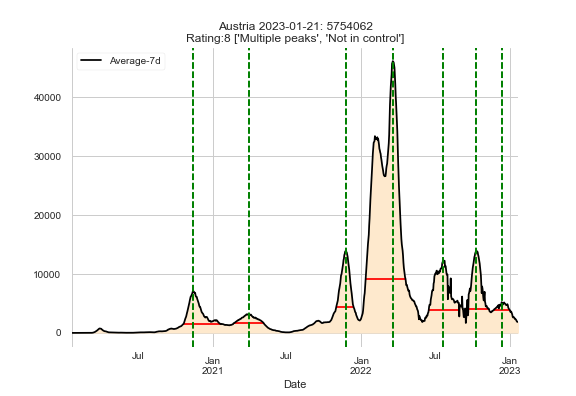 Austria 2023-01-21: 5754062
Rating:8 ['Multiple peaks', 'Not in control']
Average-7d
40000
30000
20000
10000
0
Jul
Jan
2021
Jul
Jan
2022
Jul
Jan
2023
Date